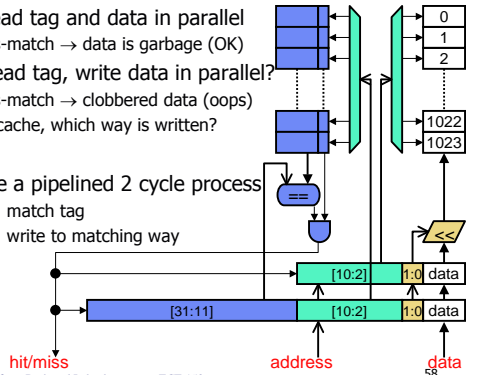 ead tag and data in parallel
s-match → data is garbage (OK)
ead tag, write data in parallel?
s-match → clobbered data (oops)
cache, which way is written?
e a pipelined 2 cycle process
match tag
write to matching way
0
1
2
1022
1023
==
<<
[10:2] 1:0 data
[31:11] [10:2] 1:0 data
hit/miss address data
58